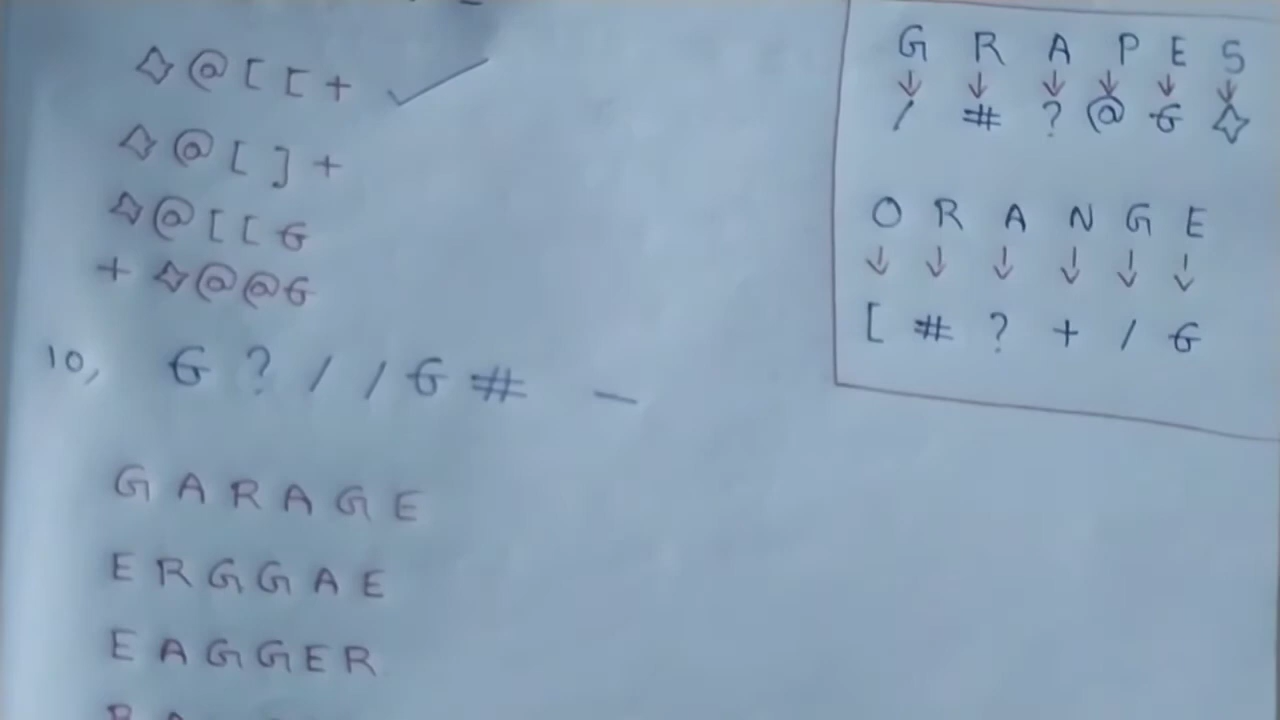 ✧@[[+ ✓
✧@[]+
✧@[[G
+✧@@G
10, G?//G# —
GARAGE
ERGGAE
EAGGER
GRAPES
↓↓↓↓↓↓
/#?@G✧
ORANGE
↓↓↓↓↓↓
[#?+/G